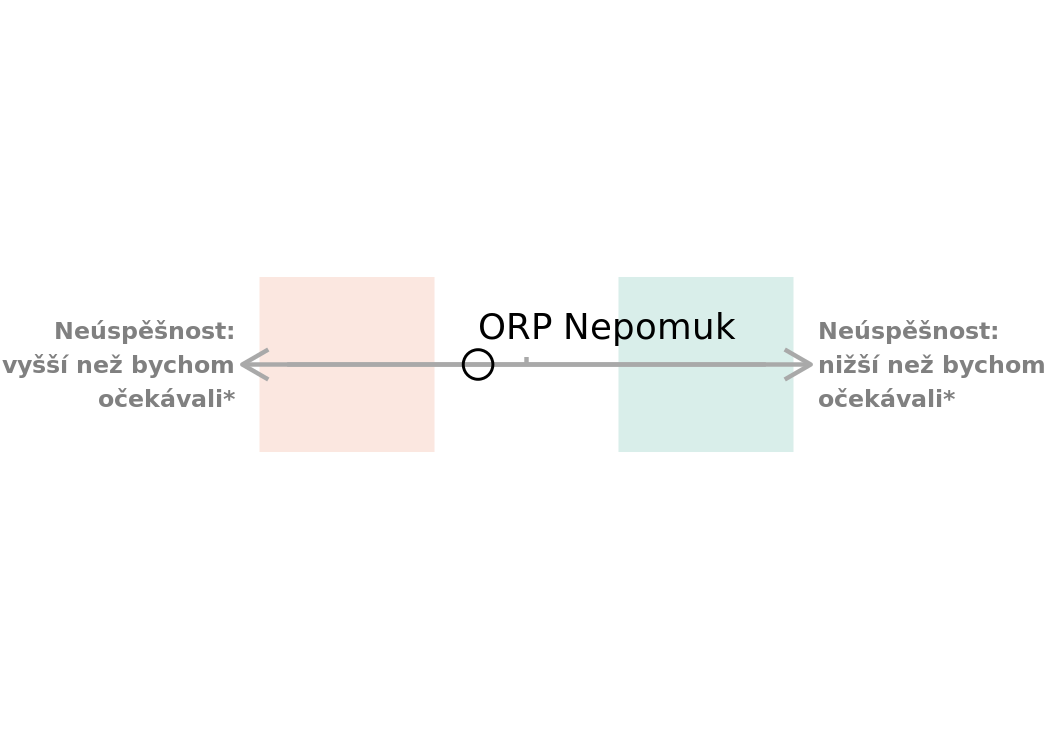 ORP Nepomuk
Neúspěšnost:
vyšší než bychom
očekávali*
Neúspěšnost:
nižší než bychom
očekávali*